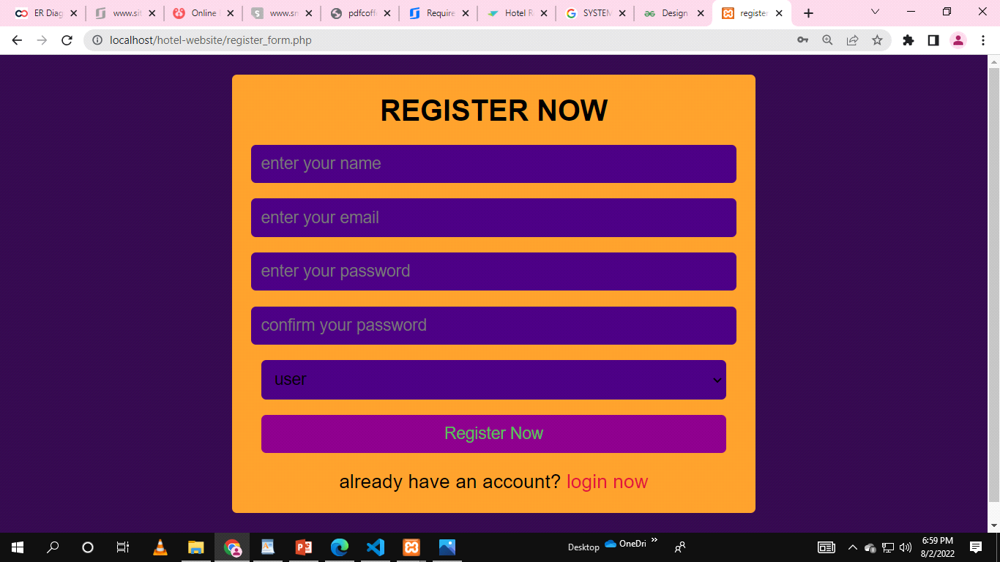 ER Diag
www.sit
Online
www.sn
pdfcoff
Require
Hotel R
SYSTEM
Design
register
localhost/hotel-website/register_form.php
REGISTER NOW
enter your name
enter your email
enter your password
confirm your password
user
Register Now
already have an account? login now
Desktop
OneDri
6:59 PM
8/2/2022